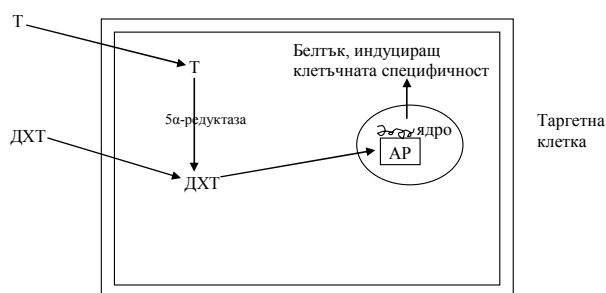 Т
Т
Белтък, индуциращ
клетъчната специфичност
5α-редуктаза
ядро
Таргетна
клетка
ДХТ
АР
ДХТ